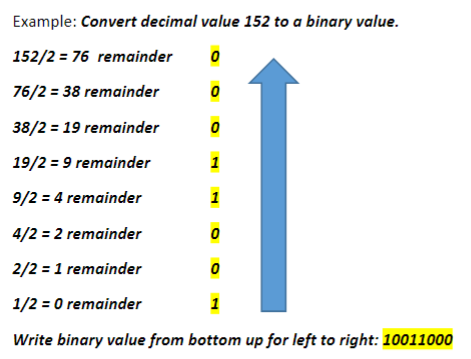 Example: Convert decimal value 152 to a binary value.
152/2 = 76 remainder 0
76/2 = 38 remainder 0
38/2 = 19 remainder 0
19/2 = 9 remainder 1
9/2 = 4 remainder 1
4/2 = 2 remainder 0
2/2 = 1 remainder 0
1/2 = 0 remainder 1
Write binary value from bottom up for left to right: 10011000